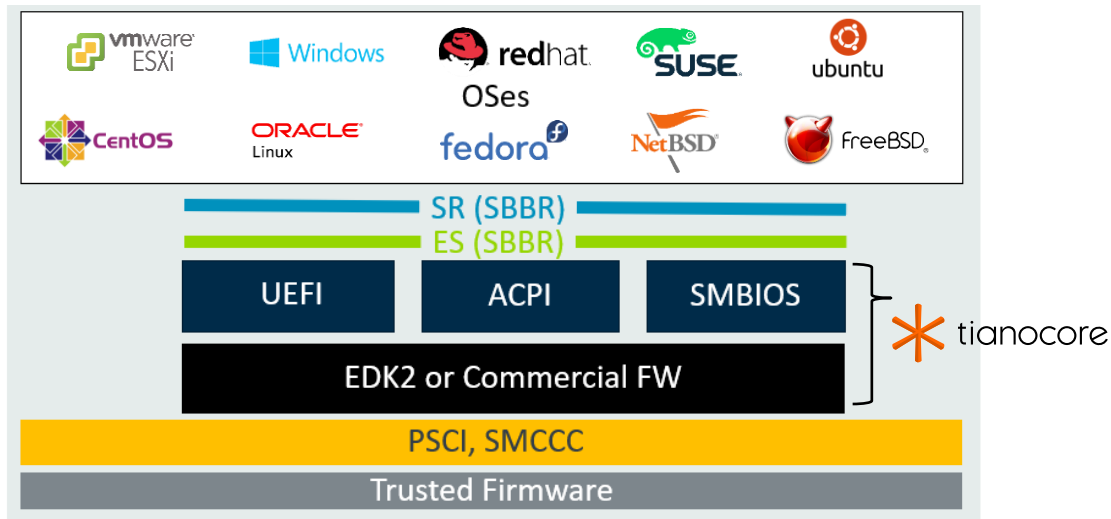 vmware® ESXi
Windows
redhat.
SUSE®
ubuntu
OSes
CentOS
ORACLE® Linux
fedora f
NetBSD®
FreeBSD®
SR (SBBR)
ES (SBBR)
UEFI
ACPI
SMBIOS
tianocore
EDK2 or Commercial FW
PSCI, SMCCC
Trusted Firmware